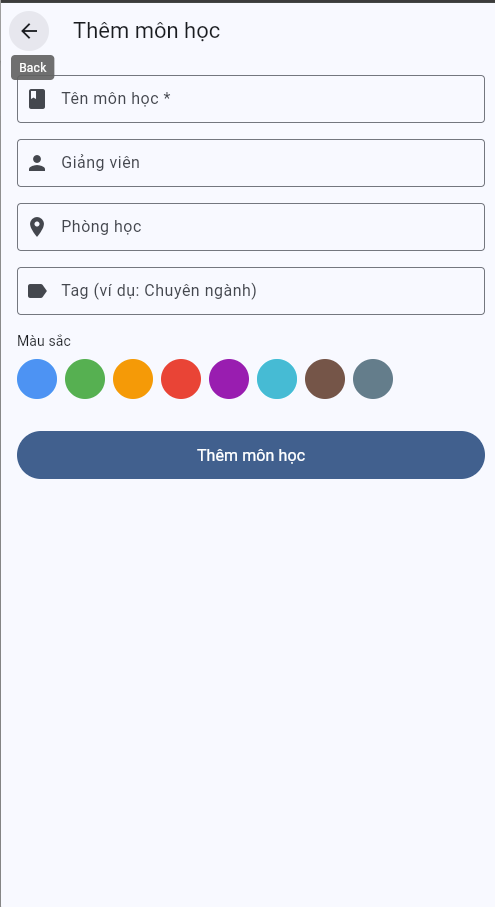 Thêm môn học
Back
Tên môn học *
Giảng viên
Phòng học
Tag (ví dụ: Chuyên ngành)
Màu sắc
Thêm môn học